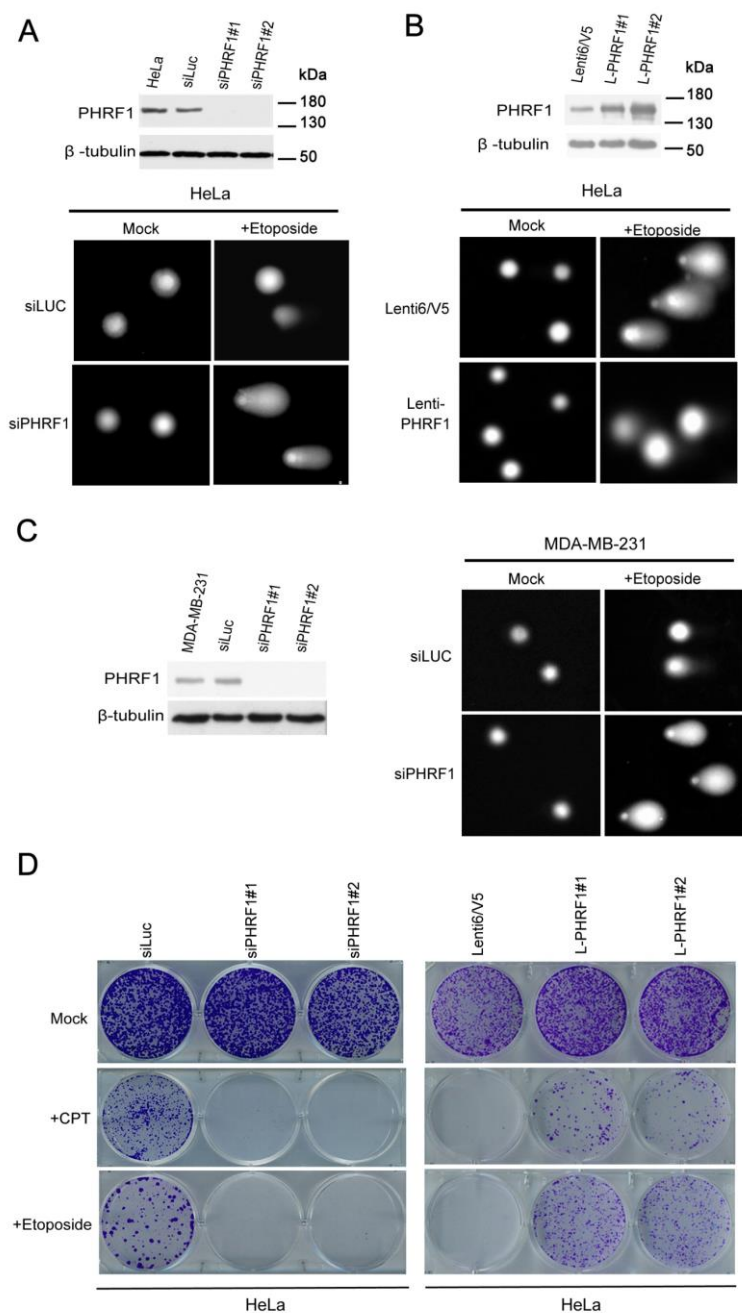 A
HeLa
siLuc
siPHRF1#1
siPHRF1#2
kDa
PHRF1
180
130
β -tubulin
50
HeLa
Mock +Etoposide
siLUC
siPHRF1
B
Lenti6/V5
L-PHRF1#1
L-PHRF1#2
kDa
PHRF1
180
130
β -tubulin
50
HeLa
Mock +Etoposide
Lenti6/V5
Lenti-
PHRF1
C
MDA-MB-231
siLuc
siPHRF1#1
siPHRF1#2
PHRF1
β-tubulin
MDA-MB-231
Mock +Etoposide
siLUC
siPHRF1
D
siLuc
siPHRF1#1
siPHRF1#2
Lenti6/V5
L-PHRF1#1
L-PHRF1#2
Mock
+CPT
+Etoposide
HeLa
HeLa